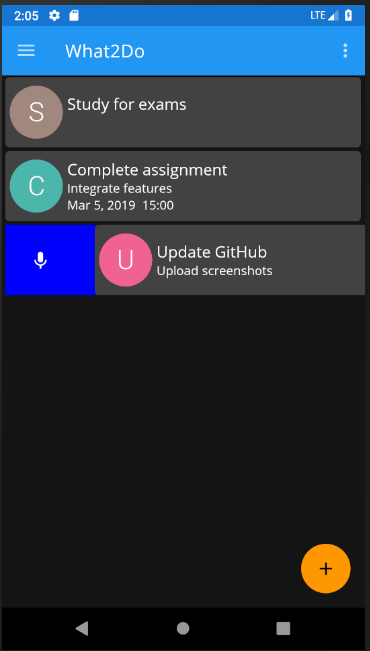 2:05
LTE
What2Do
S
Study for exams
C
Complete assignment
Integrate features
Mar 5, 2019 15:00
U
Update GitHub
Upload screenshots
+